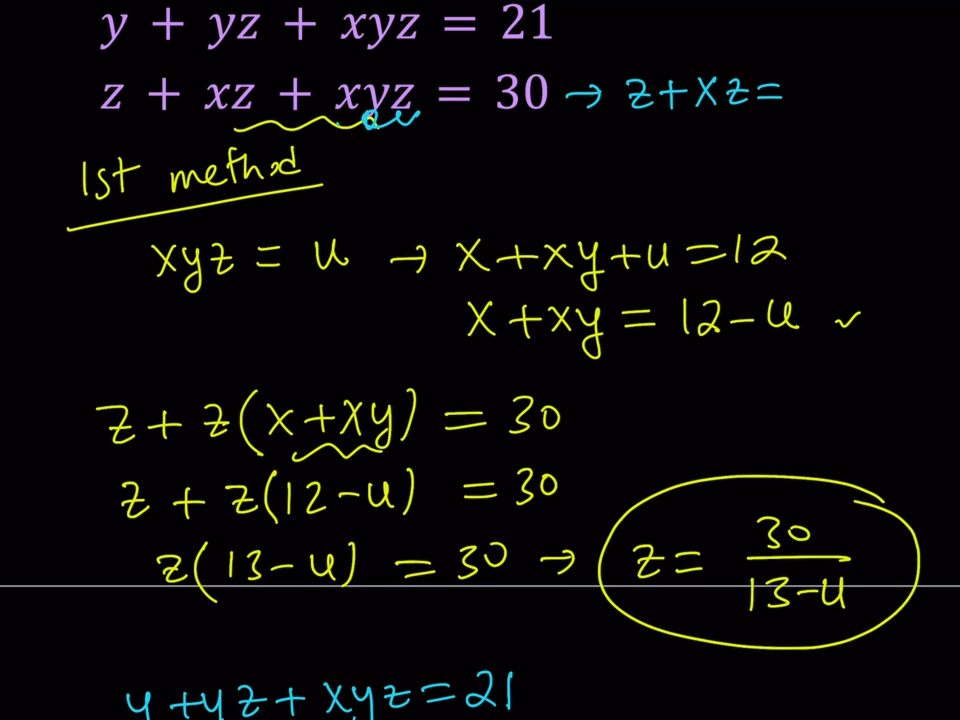 y + yz + xyz = 21
z + xz + xyz = 30 → z+xz=
1st method
xyz = u → x+xy+u=12
x+xy = 12-u ✓
z + z(x+xy) = 30
z + z(12-u) = 30
z(13-u) = 30 → z = 30/13-u
y+yz+xyz=21